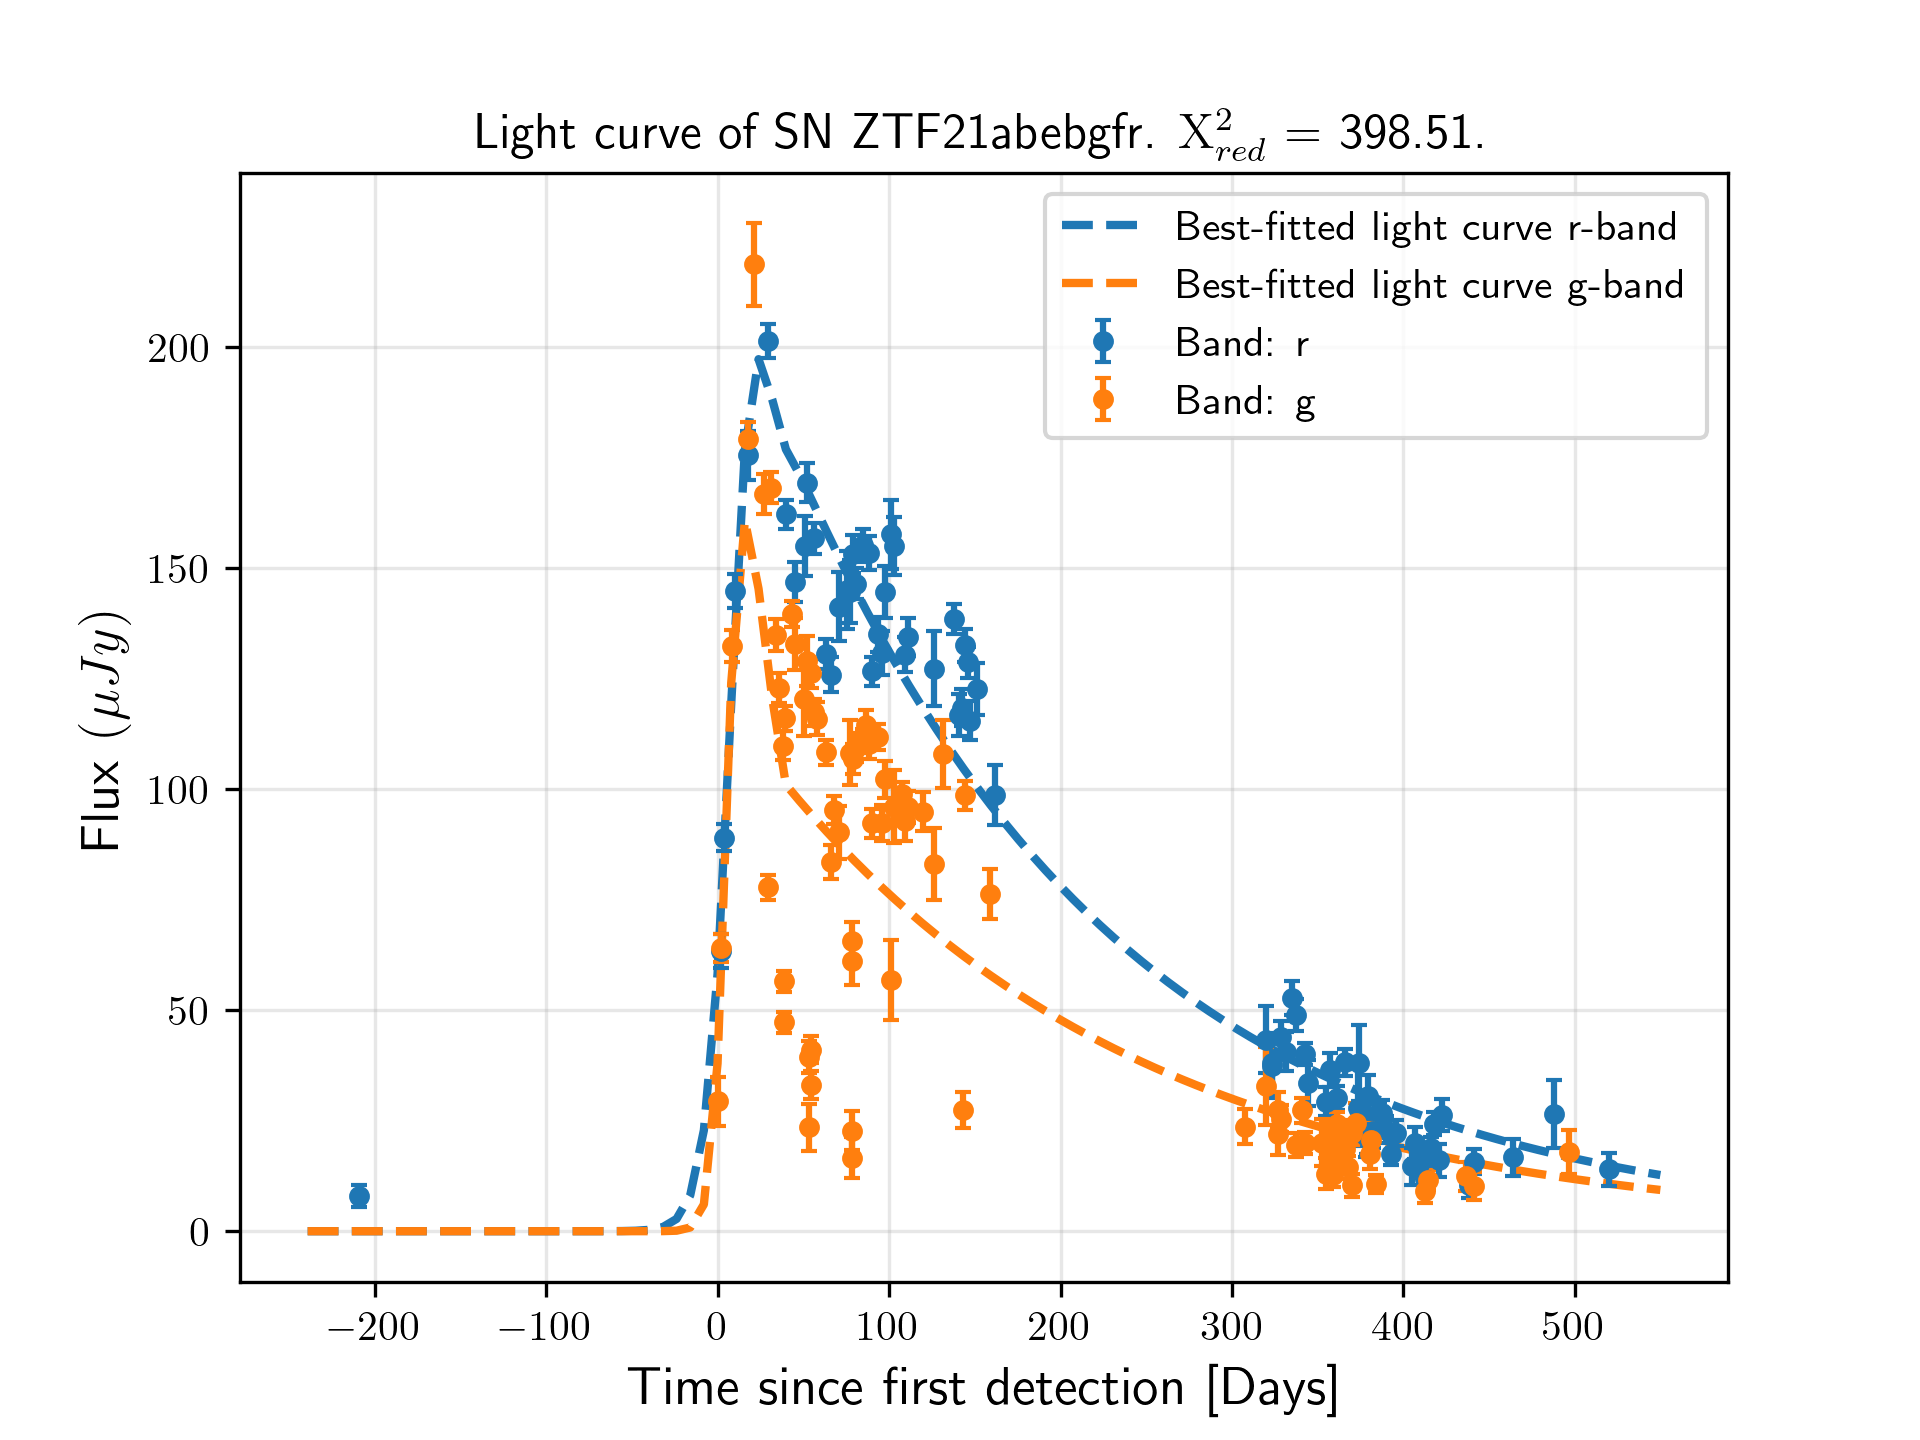 Light curve of SN ZTF21abebgfr. X²red = 398.51.
Best-fitted light curve r-band
Best-fitted light curve g-band
Band: r
Band: g
Flux (μJy)
200
150
100
50
0
−200 −100 0 100 200 300 400 500
Time since first detection [Days]